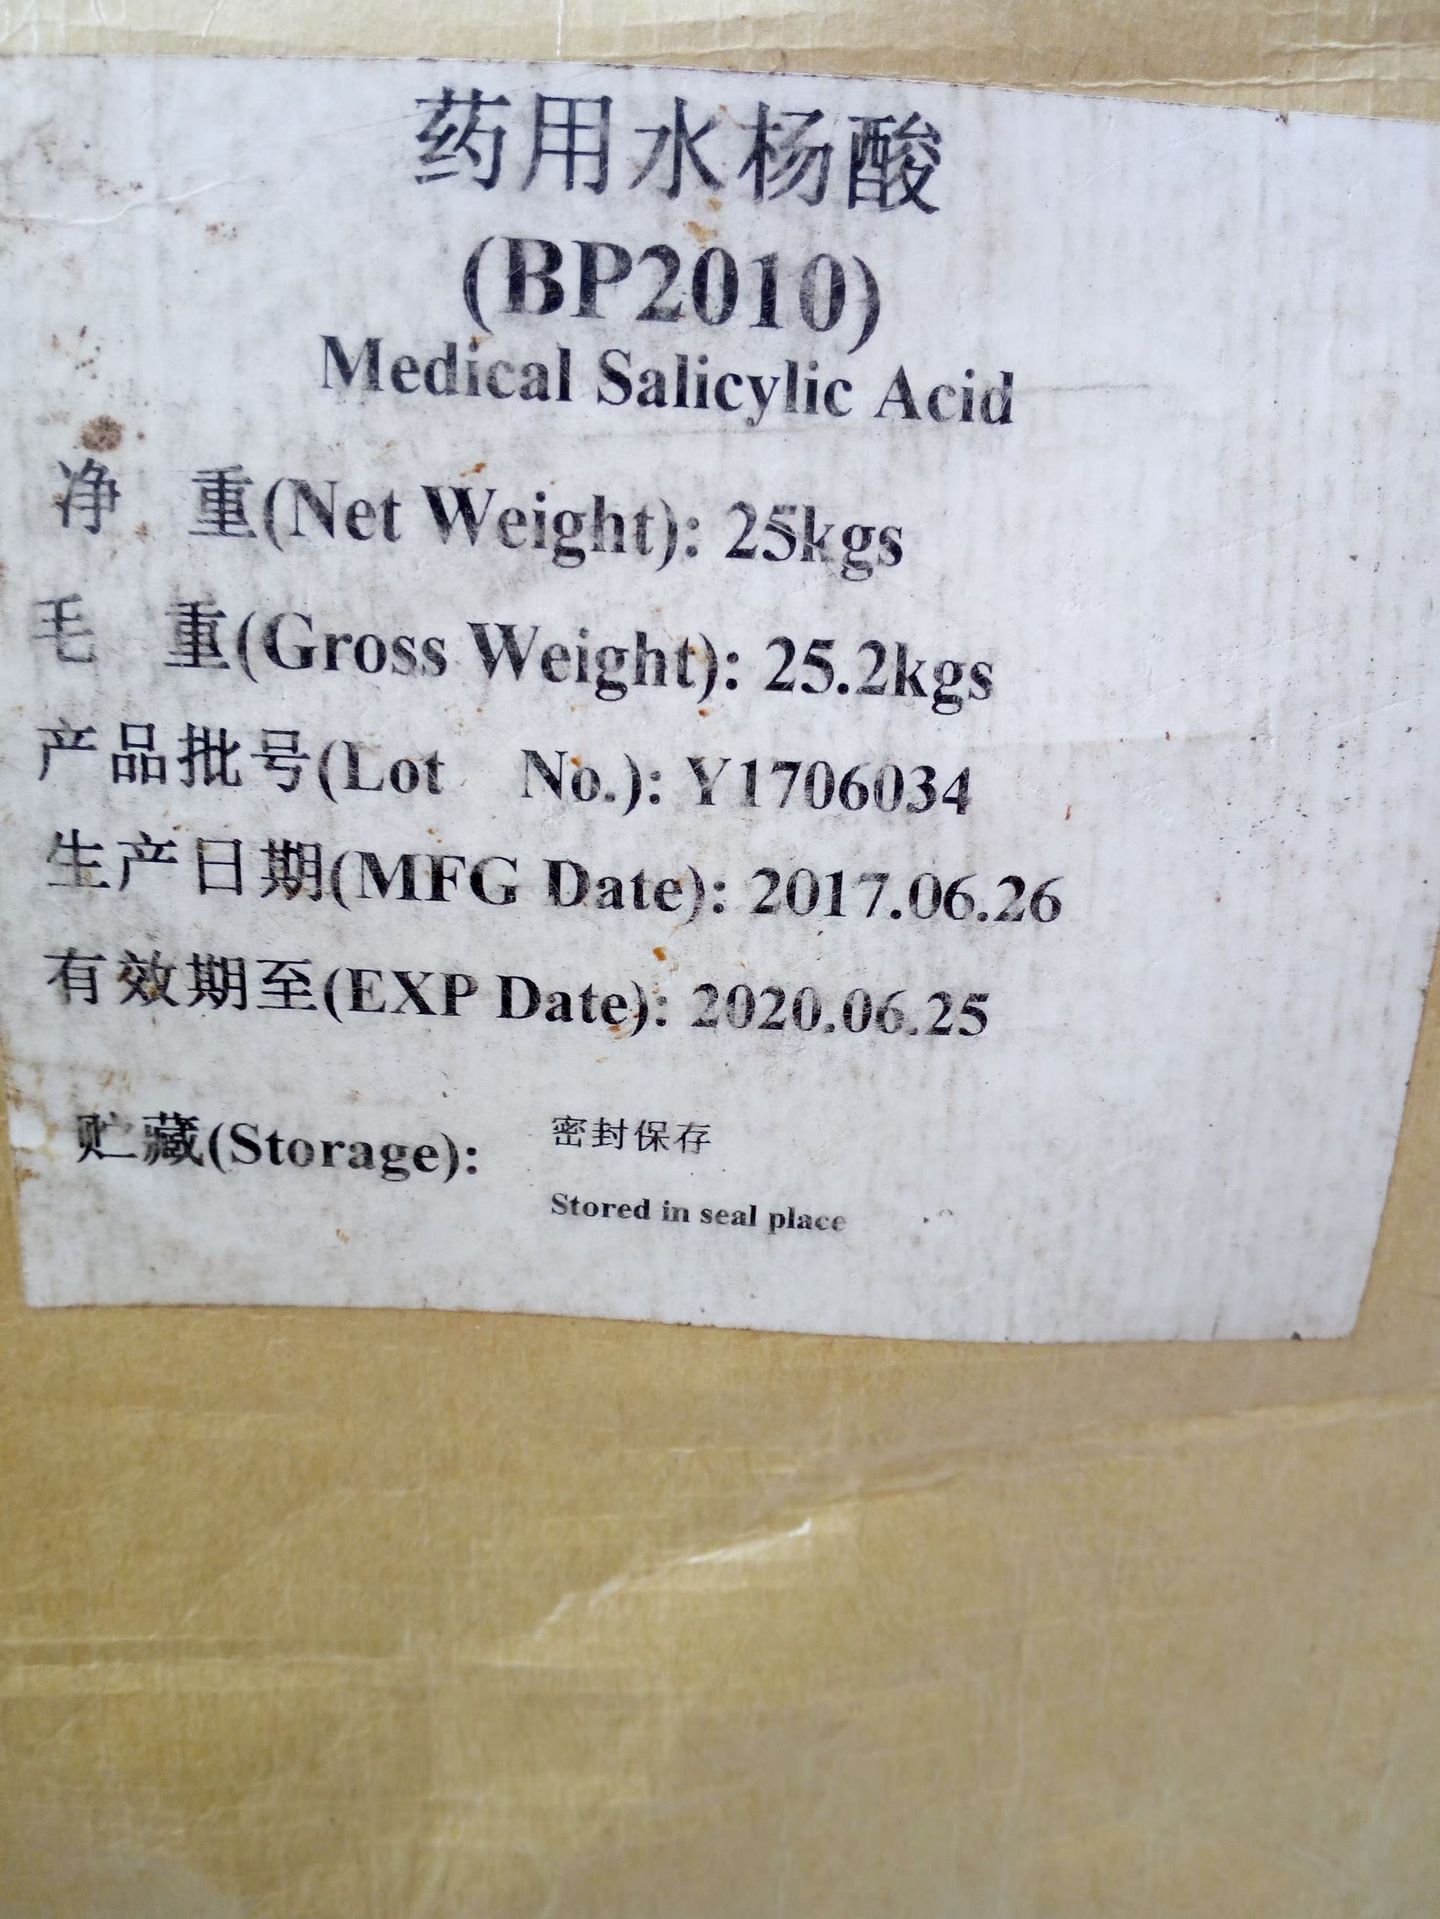 药用水杨酸
(BP2010)
Medical Salicylic Acid
净 重(Net Weight): 25kgs
毛 重(Gross Weight): 25.2kgs
产品批号(Lot No.): Y1706034
生产日期(MFG Date): 2017.06.26
有效期至(EXP Date): 2020.06.25
贮藏(Storage): 密封保存
Stored in seal place